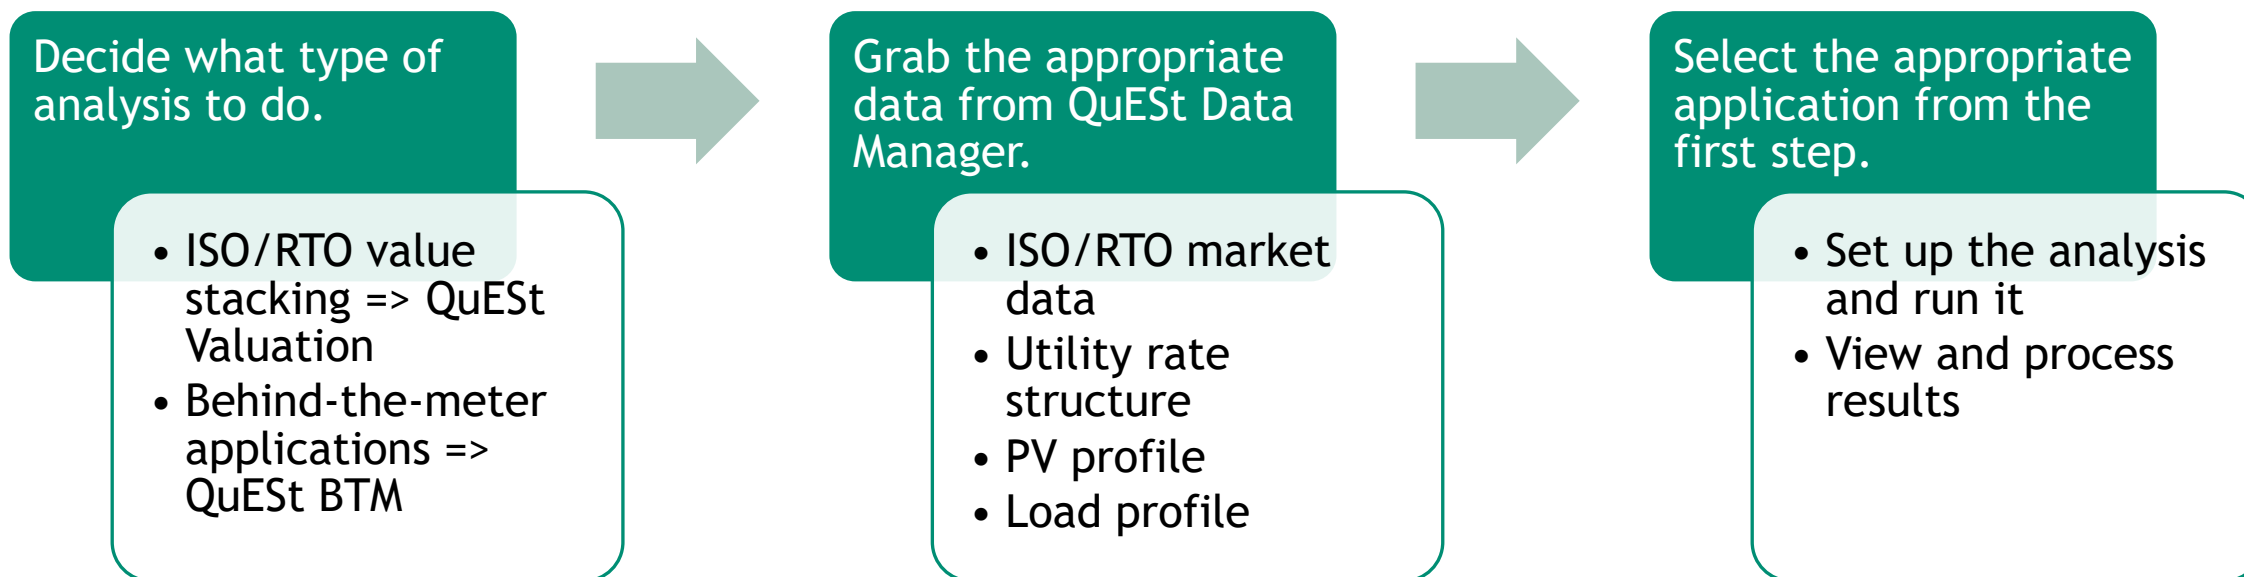 Decide what type of
analysis to do.
• ISO/RTO value
stacking => QuESt
Valuation
• Behind-the-meter
applications =>
QuESt BTM
Grab the appropriate
data from QuESt Data
Manager.
• ISO/RTO market
data
• Utility rate
structure
• PV profile
• Load profile
Select the appropriate
application from the
first step.
• Set up the analysis
and run it
• View and process
results